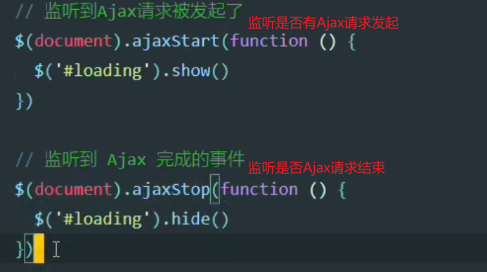 // 监听到Ajax请求被发起了
监听是否有Ajax请求发起
$(document).ajaxStart(function () {
  $('#loading').show()
})
// 监听到 Ajax 完成的事件
监听是否Ajax请求结束
$(document).ajaxStop(function () {
  $('#loading').hide()
})